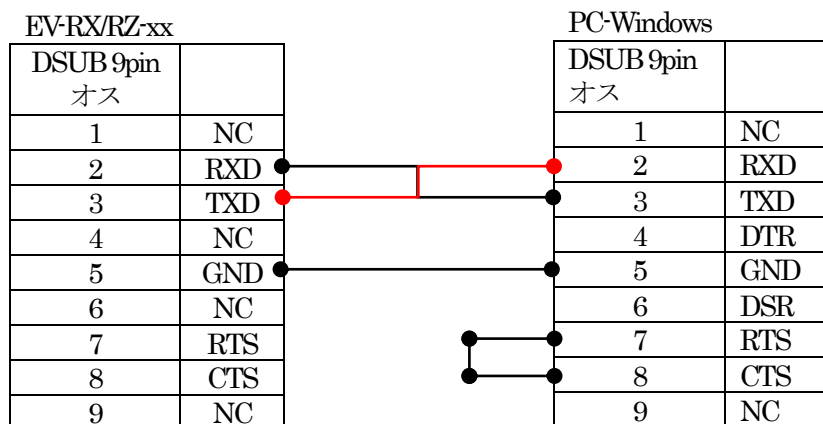 EV-RX/RZ-xx
DSUB 9pin
オス
1 NC
2 RXD
3 TXD
4 NC
5 GND
6 NC
7 RTS
8 CTS
9 NC
PC-Windows
DSUB 9pin
オス
1 NC
2 RXD
3 TXD
4 DTR
5 GND
6 DSR
7 RTS
8 CTS
9 NC